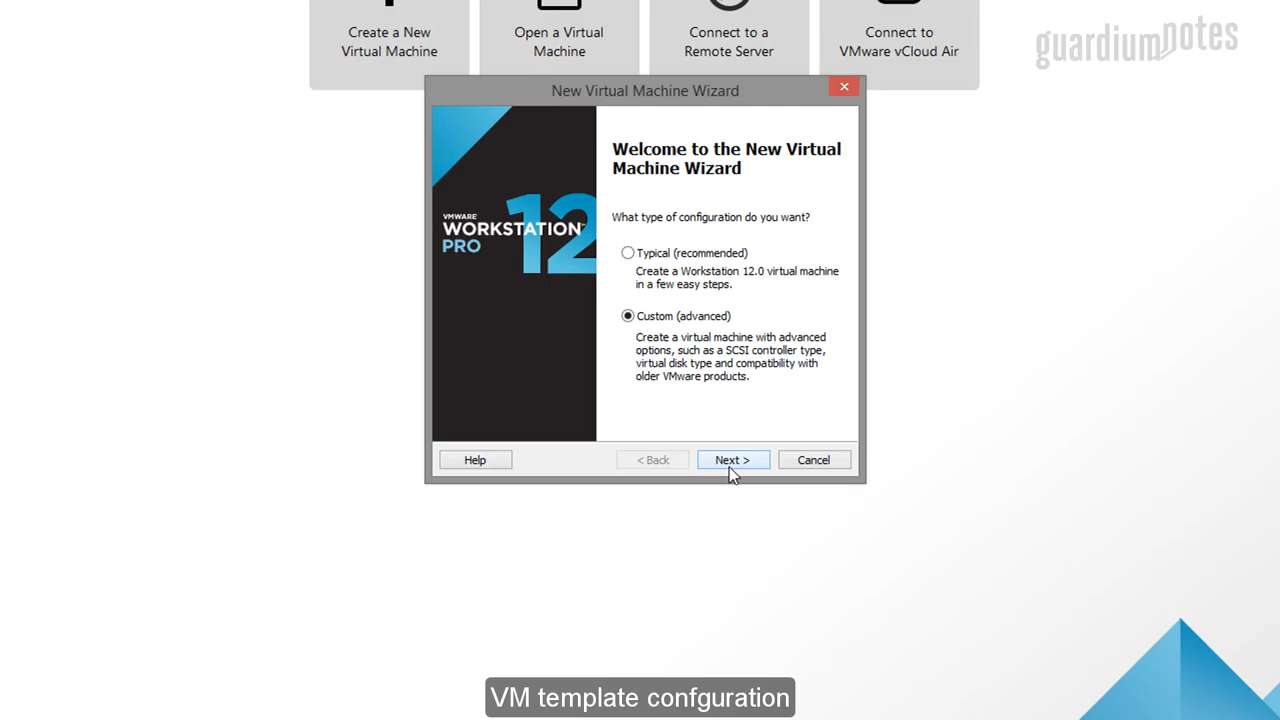 Create a New
Virtual Machine
Open a Virtual
Machine
Connect to a
Remote Server
Connect to
VMware vCloud Air
guardiumnotes
New Virtual Machine Wizard
VMWARE
WORKSTATION™ 12
PRO
Welcome to the New Virtual
Machine Wizard
What type of configuration do you want?
Typical (recommended)
Create a Workstation 12.0 virtual machine
in a few easy steps.
Custom (advanced)
Create a virtual machine with advanced
options, such as a SCSI controller type,
virtual disk type and compatibility with
older VMware products.
Help
< Back
Next >
Cancel
VM template confguration